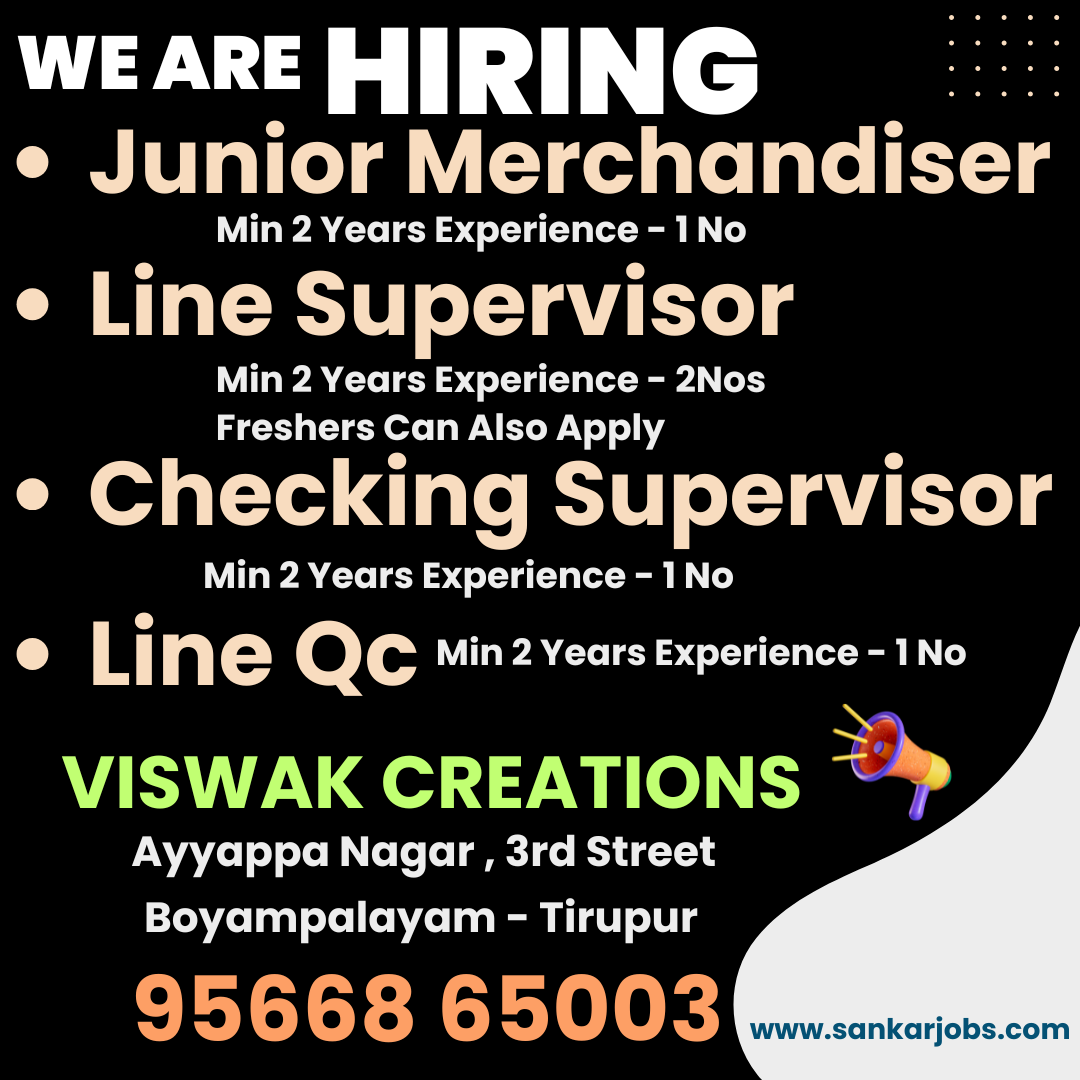 WE ARE HIRING
• Junior Merchandiser
Min 2 Years Experience - 1 No
• Line Supervisor
Min 2 Years Experience - 2Nos
Freshers Can Also Apply
• Checking Supervisor
Min 2 Years Experience - 1 No
• Line Qc Min 2 Years Experience - 1 No
VISWAK CREATIONS
Ayyappa Nagar , 3rd Street
Boyampalayam - Tirupur
95668 65003
www.sankarjobs.com